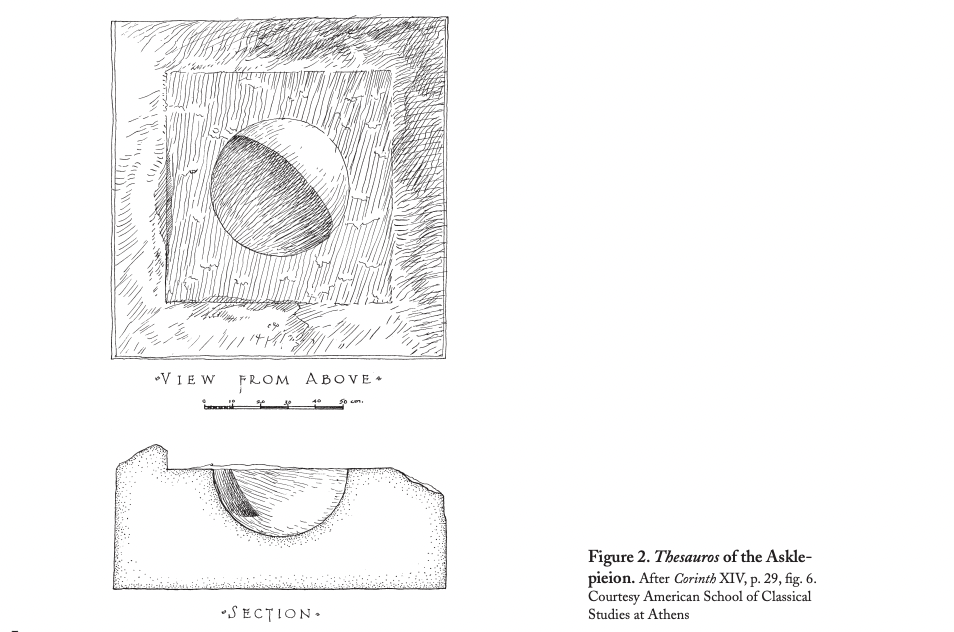 ·VIEW FROM ABOVE·
0 10 20 30 40 50 cm.
·SECTION·
Figure 2. Thesauros of the Askle-
pieion. After Corinth XIV, p. 29, fig. 6.
Courtesy American School of Classical
Studies at Athens